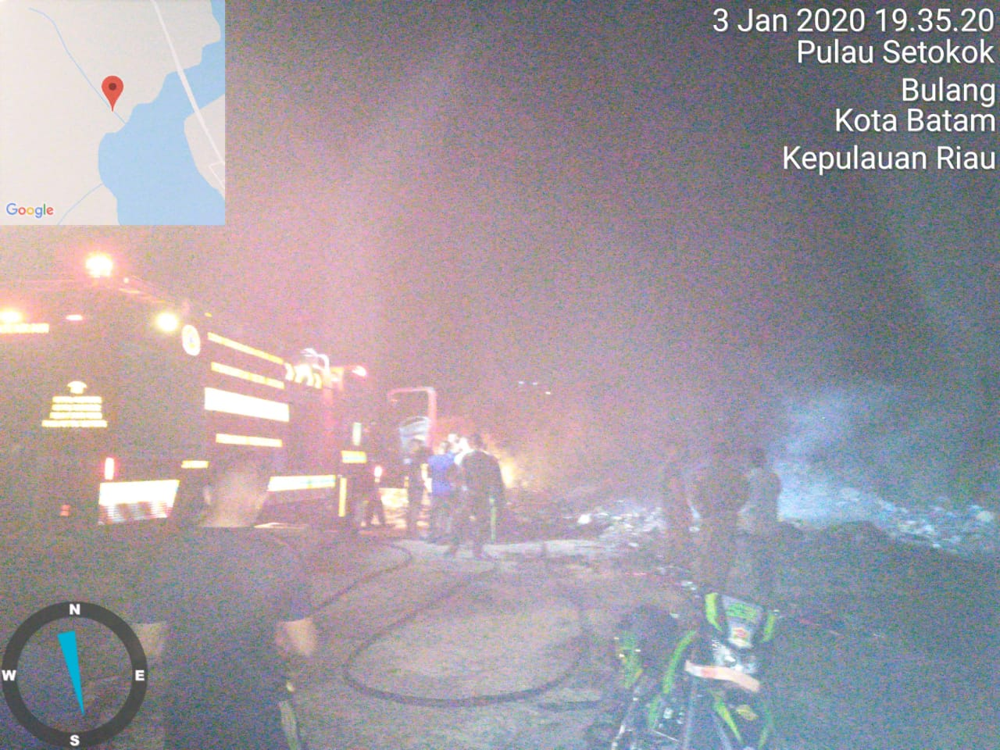 3 Jan 2020 19.35.20
Pulau Setokok
Bulang
Kota Batam
Kepulauan Riau
Google
N
W
E
S